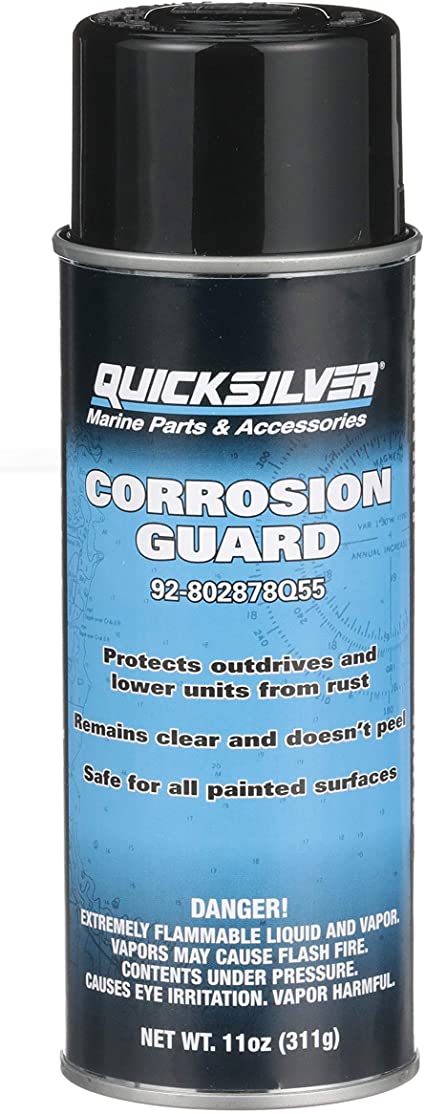 QUICKSILVER®
Marine Parts & Accessories
CORROSION
GUARD
92-802878Q55
Protects outdrives and
lower units from rust
Remains clear and doesn't peel
Safe for all painted surfaces
DANGER!
EXTREMELY FLAMMABLE LIQUID AND VAPOR.
VAPORS MAY CAUSE FLASH FIRE.
CONTENTS UNDER PRESSURE.
CAUSES EYE IRRITATION. VAPOR HARMFUL.
NET WT. 11oz (311g)